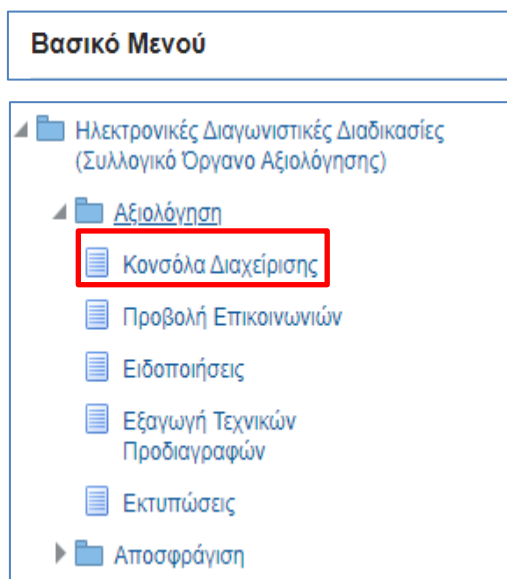 Βασικό Μενού
Ηλεκτρονικές Διαγωνιστικές Διαδικασίες
(Συλλογικό Όργανο Αξιολόγησης)
Αξιολόγηση
Κονσόλα Διαχείρισης
Προβολή Επικοινωνιών
Ειδοποιήσεις
Εξαγωγή Τεχνικών
Προδιαγραφών
Εκτυπώσεις
Αποσφράγιση